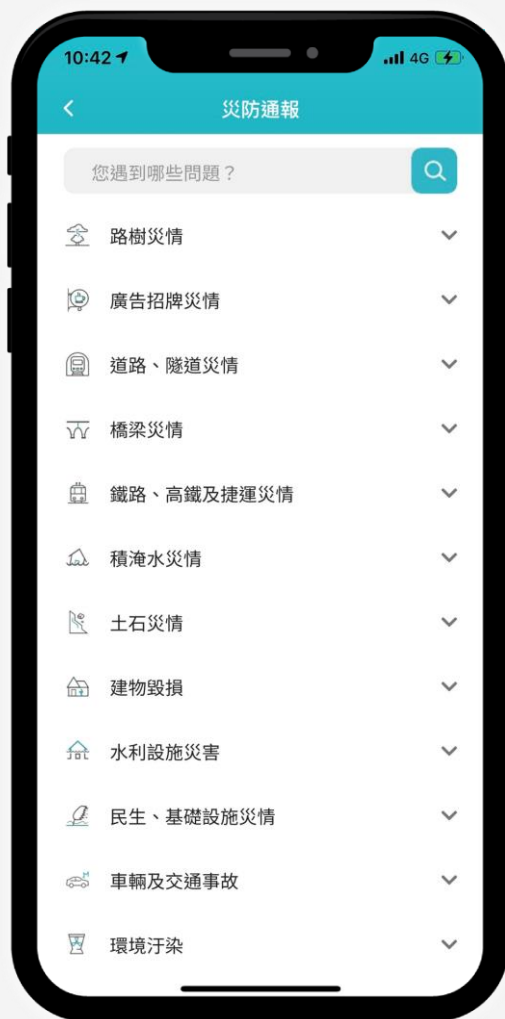 10:42
4G
災防通報
您遇到哪些問題？
路樹災情
廣告招牌災情
道路、隧道災情
橋梁災情
鐵路、高鐵及捷運災情
積淹水災情
土石災情
建物毀損
水利設施災害
民生、基礎設施災情
車輛及交通事故
環境汙染